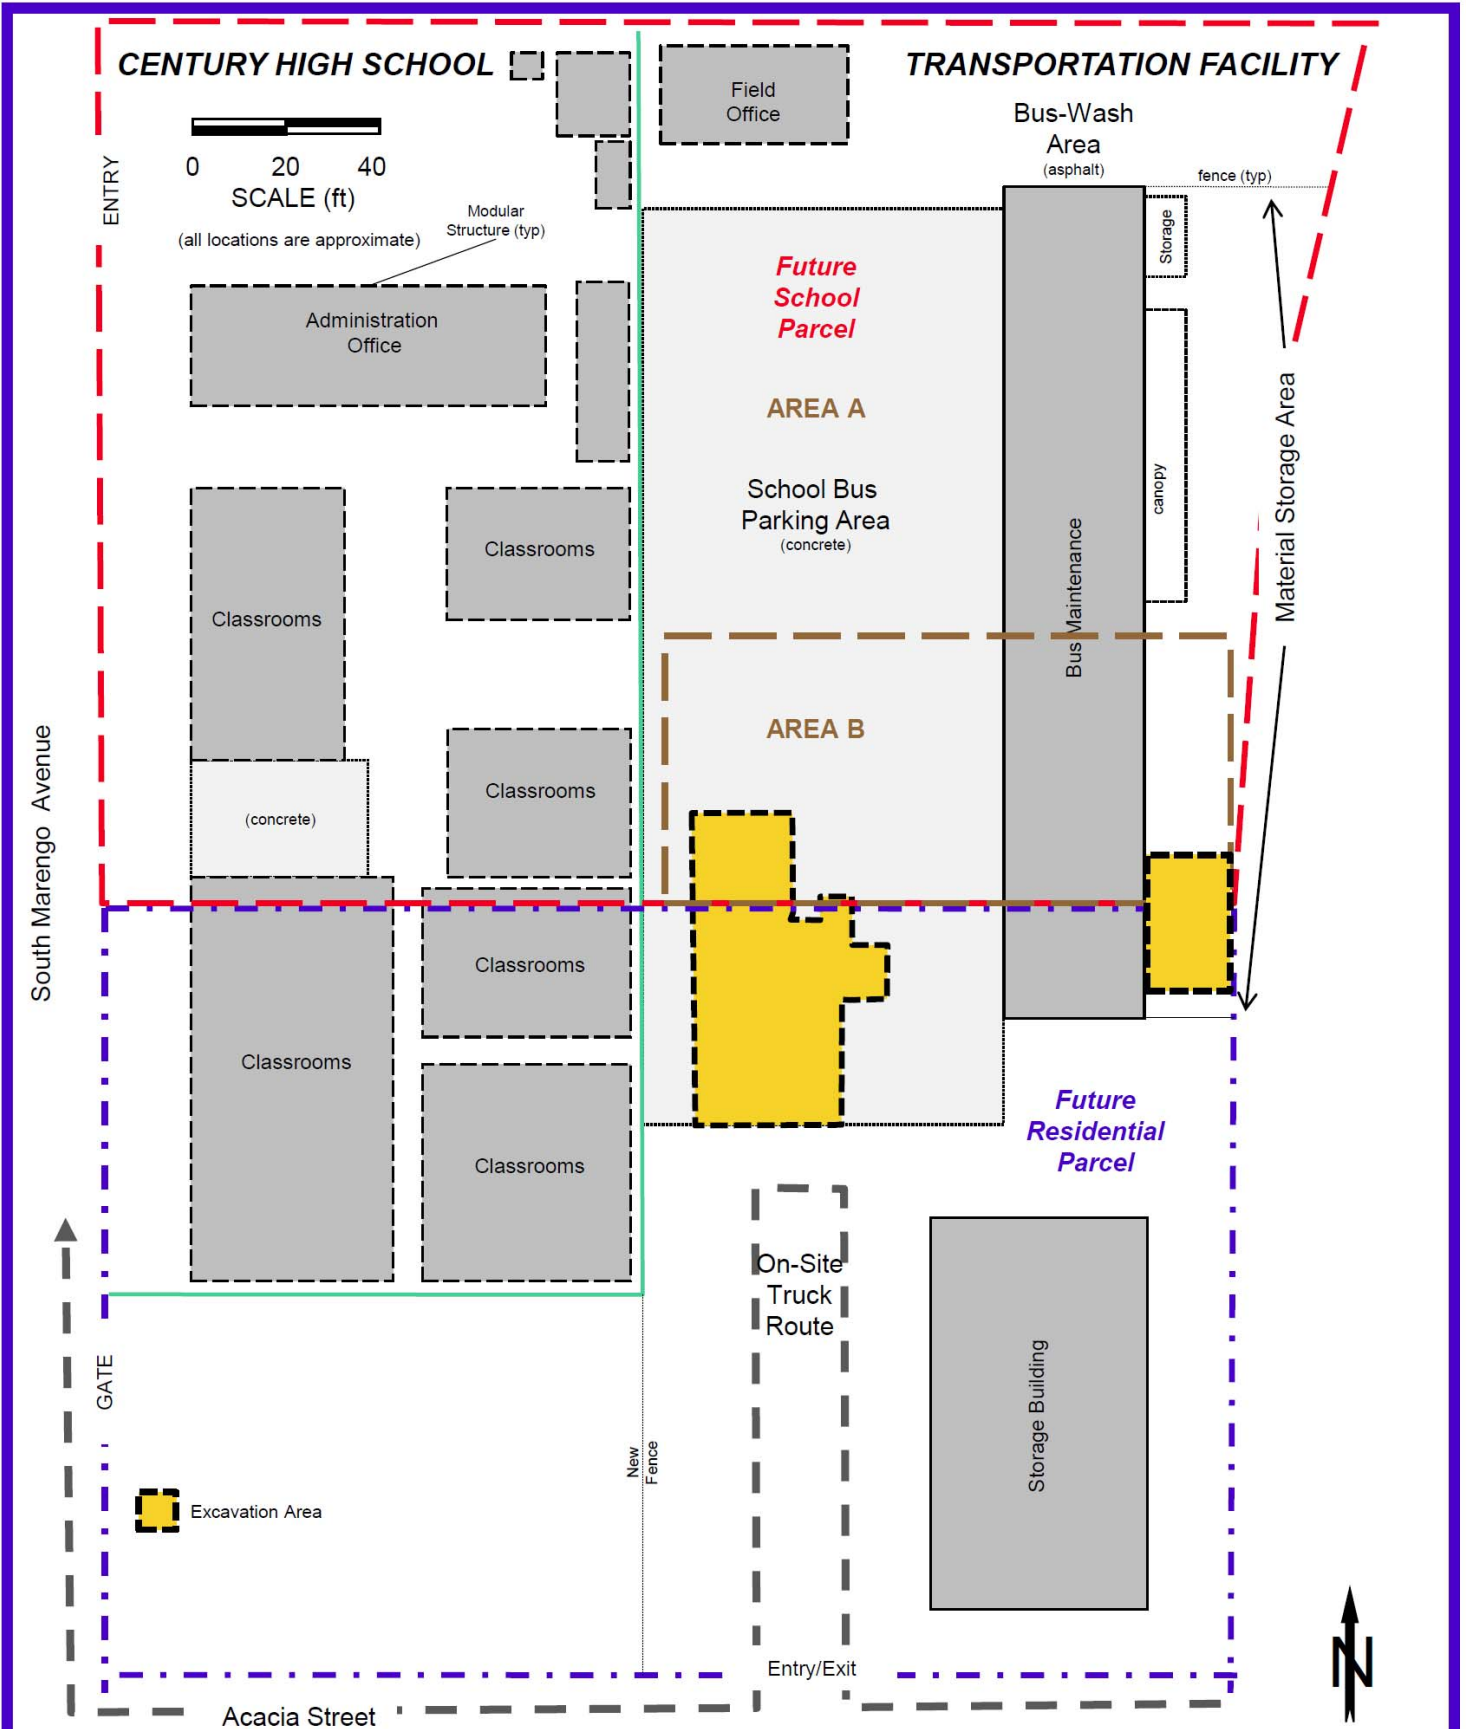 CENTURY HIGH SCHOOL
TRANSPORTATION FACILITY
Field
Office
Bus-Wash
Area
(asphalt)
0 20 40
SCALE (ft)
(all locations are approximate)
ENTRY
Modular
Structure (typ)
fence (typ)
Storage
Future
School
Parcel
Administration
Office
AREA A
School Bus
Parking Area
(concrete)
canopy
Material Storage Area
Classrooms
Classrooms
Bus Maintenance
AREA B
Classrooms
(concrete)
South Marengo Avenue
Classrooms
Classrooms
Classrooms
Future
Residential
Parcel
On-Site
Truck
Route
GATE
Storage Building
New
Fence
Excavation Area
Entry/Exit
Acacia Street
N